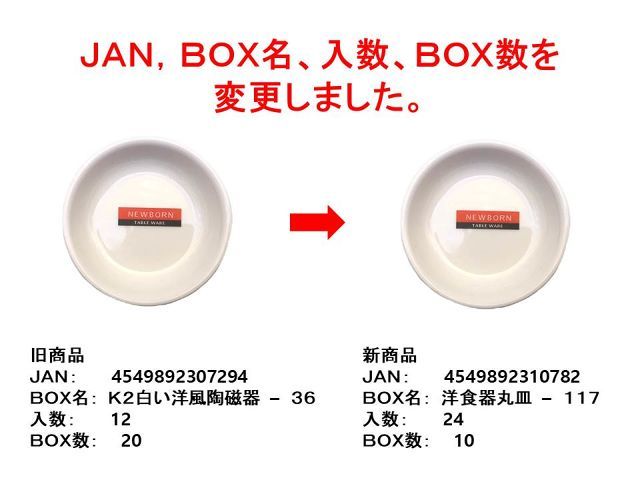 JAN, BOX名、入数、BOX数を
変更しました。
NEWBORN
TABLE WARE
NEWBORN
TABLE WARE
旧商品
JAN: 4549892307294
BOX名: K2白い洋風陶磁器 - 36
入数: 12
BOX数: 20
新商品
JAN: 4549892310782
BOX名: 洋食器丸皿 - 117
入数: 24
BOX数: 10